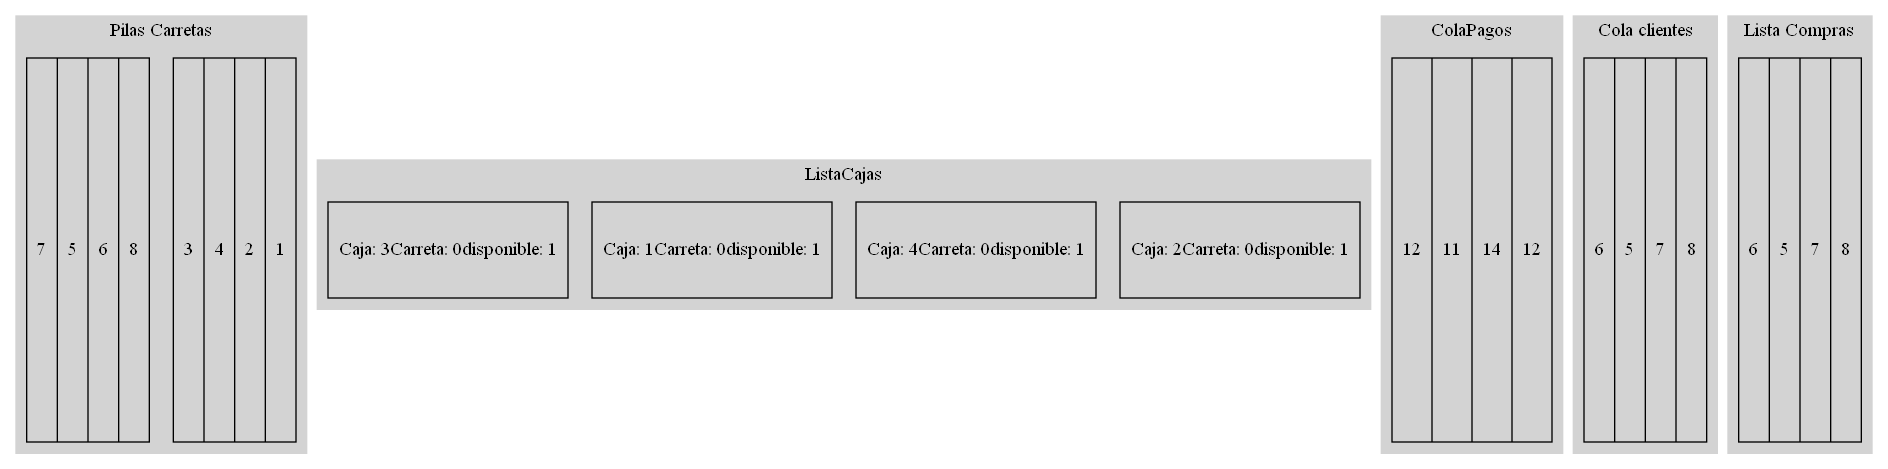 Pilas Carretas
7 5 6 8
3 4 2 1
ListaCajas
Caja: 3Carreta: 0disponible: 1
Caja: 1Carreta: 0disponible: 1
Caja: 4Carreta: 0disponible: 1
Caja: 2Carreta: 0disponible: 1
ColaPagos
12 11 14 12
Cola clientes
6 5 7 8
Lista Compras
6 5 7 8